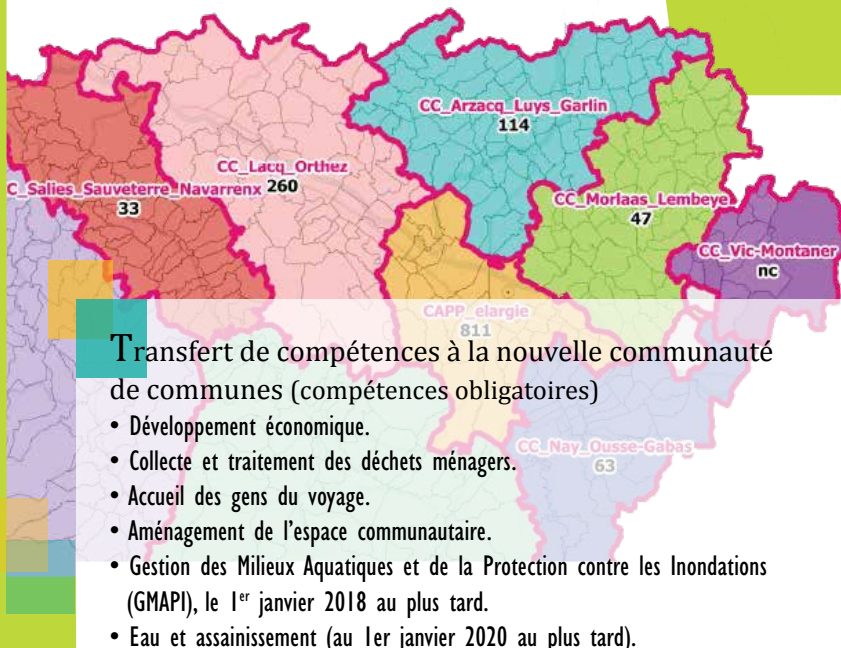 CC_Arzacq_Luys_Garlin
114
CC_Lacq_Orthez
260
C_Salies_Sauveterre_Navarrenx
33
CC_Morlaas_Lembeye
47
CC_Vic-Montaner
nc
CAPP_elargie
811
CC_Nay_Ousse-Gabas
63
Transfert de compétences à la nouvelle communauté
de communes (compétences obligatoires)
• Développement économique.
• Collecte et traitement des déchets ménagers.
• Accueil des gens du voyage.
• Aménagement de l’espace communautaire.
• Gestion des Milieux Aquatiques et de la Protection contre les Inondations
(GMAPI), le 1er janvier 2018 au plus tard.
• Eau et assainissement (au 1er janvier 2020 au plus tard).